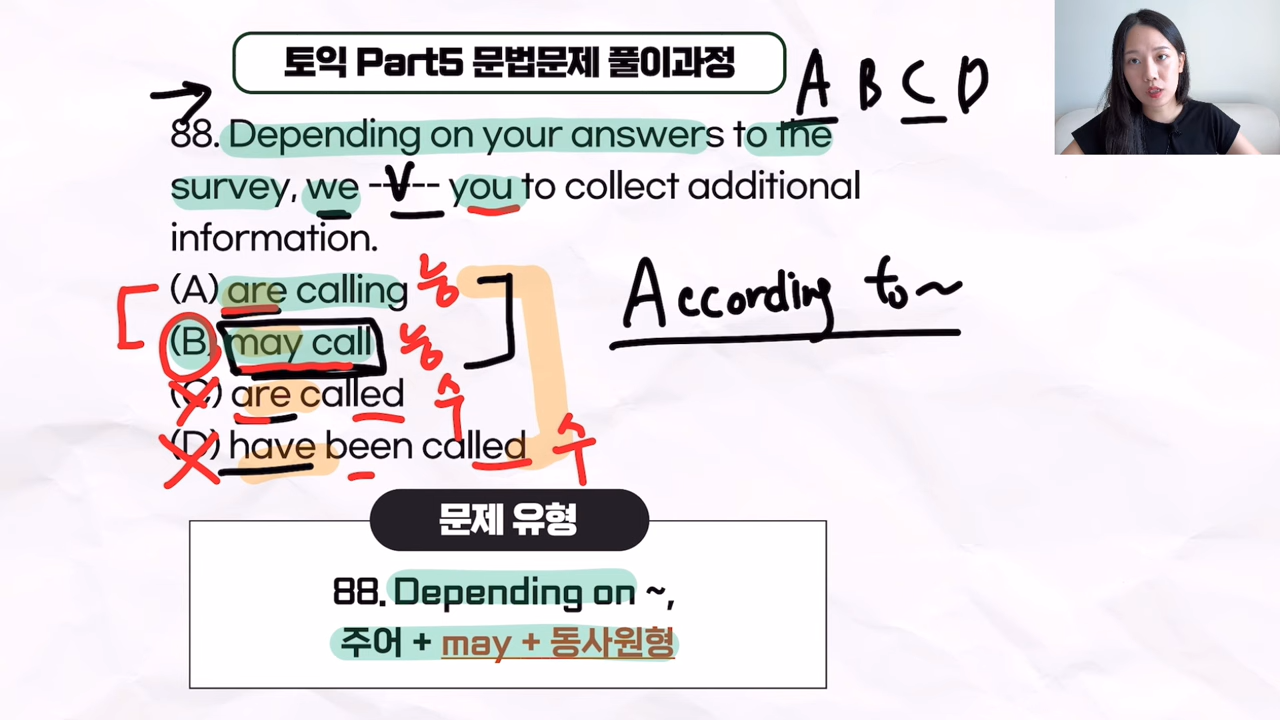 토익 Part5 문법문제 풀이과정
A B C D
88. Depending on your answers to the
survey, we ----- you to collect additional
information.
V
(A) are calling 능
(B) may call 능
(C) are called 수
(D) have been called 수
According to~
문제 유형
88. Depending on ~,
주어 + may + 동사원형